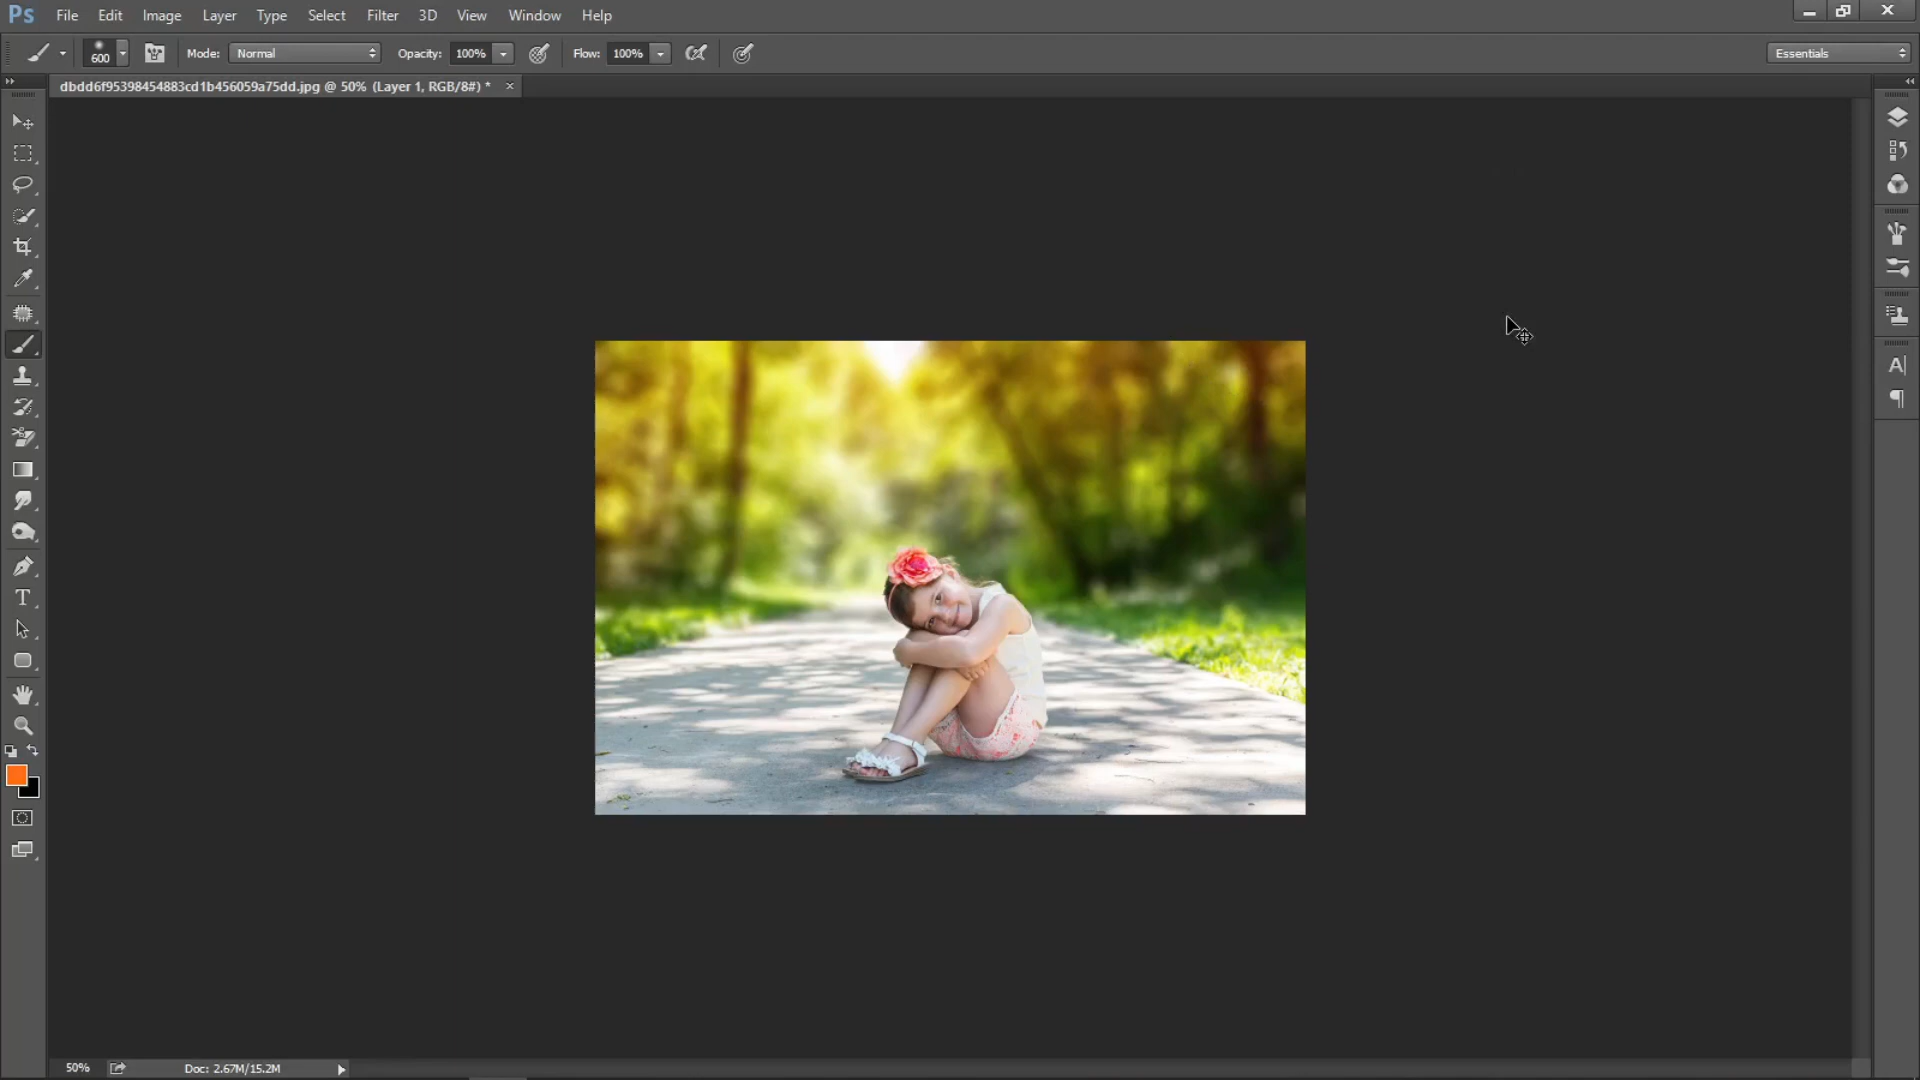 Ps File Edit Image Layer Type Select Filter 3D View Window Help
600 Mode: Normal Opacity: 100% Flow: 100% Essentials
dbdd6f95398454883cd1b456059a75dd.jpg @ 50% (Layer 1, RGB/8#) * ×
A|
T
50% Doc: 2.67M/15.2M